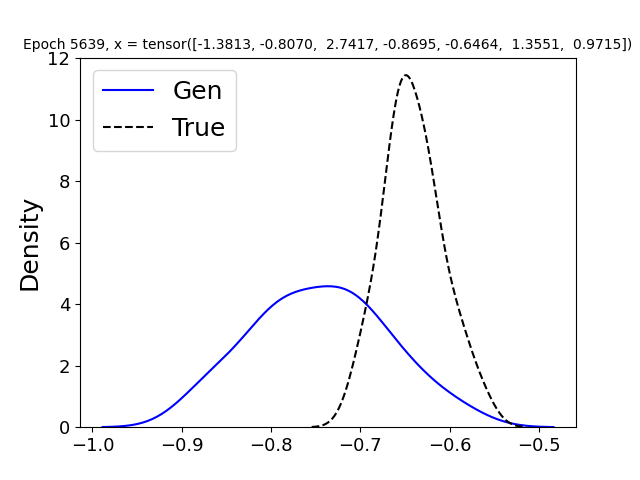 Epoch 5639, x = tensor([-1.3813, -0.8070,  2.7417, -0.8695, -0.6464,  1.3551,  0.9715])
12
10
8
6
4
2
0
Density
Gen
True
−1.0 −0.9 −0.8 −0.7 −0.6 −0.5